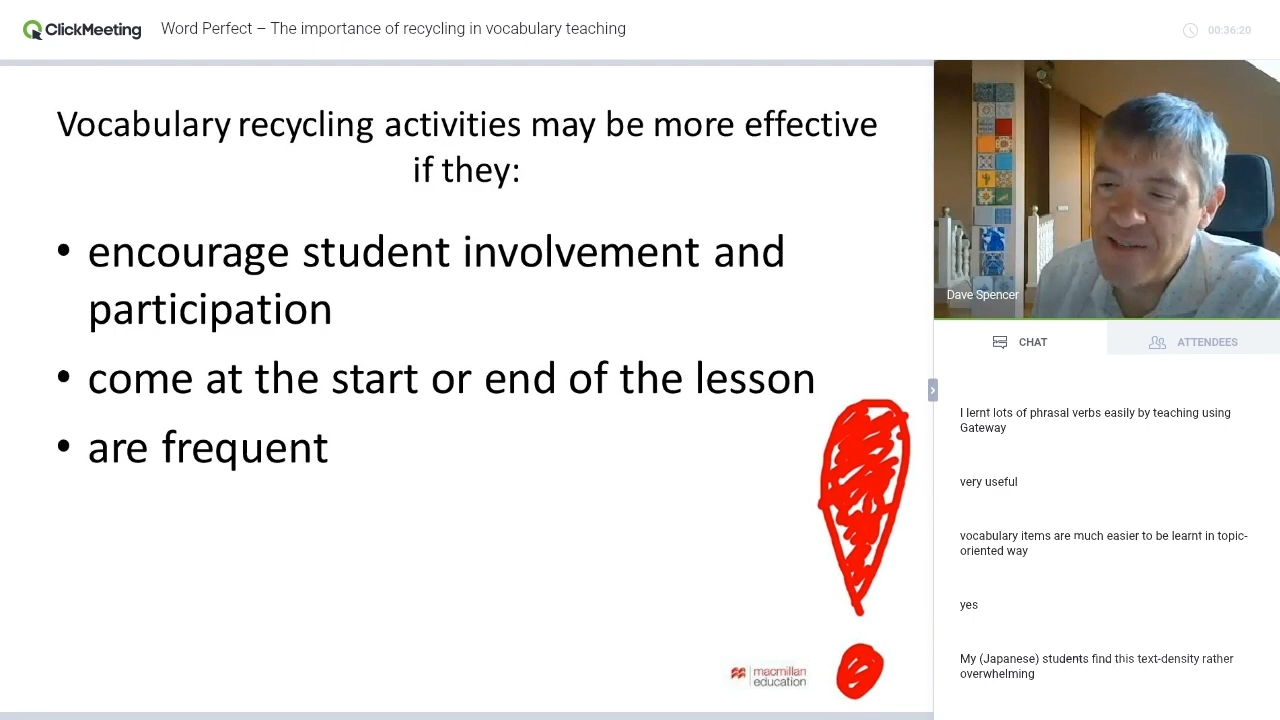 ClickMeeting
Word Perfect – The importance of recycling in vocabulary teaching
00:36:20
Vocabulary recycling activities may be more effective
if they:
• encourage student involvement and
participation
• come at the start or end of the lesson
• are frequent
macmillan
education
Dave Spencer
CHAT
ATTENDEES
I lernt lots of phrasal verbs easily by teaching using
Gateway
very useful
vocabulary items are much easier to be learnt in topic-
oriented way
yes
My (Japanese) students find this text-density rather
overwhelming